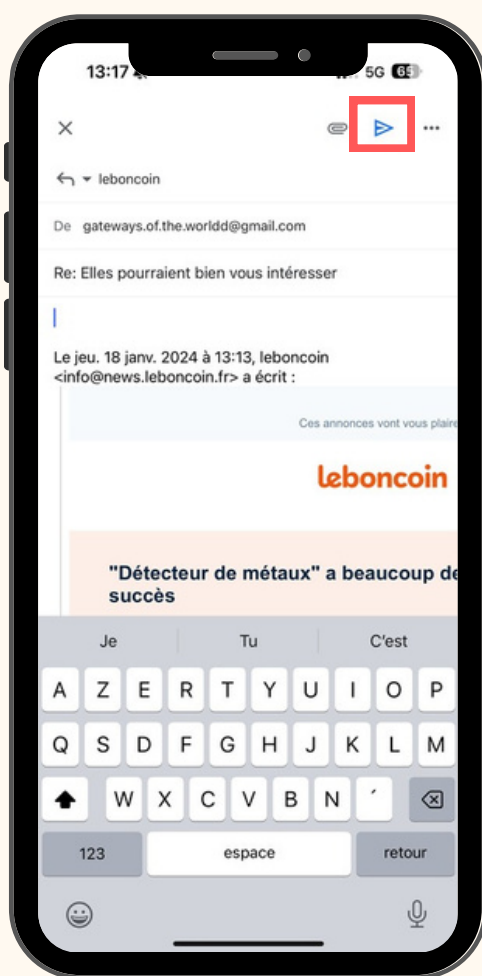 13:17 5G 65
leboncoin
De gateways.of.the.worldd@gmail.com
Re: Elles pourraient bien vous intéresser
Le jeu. 18 janv. 2024 à 13:13, leboncoin
<info@news.leboncoin.fr> a écrit :
Ces annonces vont vous plaire
leboncoin
"Détecteur de métaux" a beaucoup de
succès
Je Tu C'est
A Z E R T Y U I O P
Q S D F G H J K L M
W X C V B N ´
123 espace retour